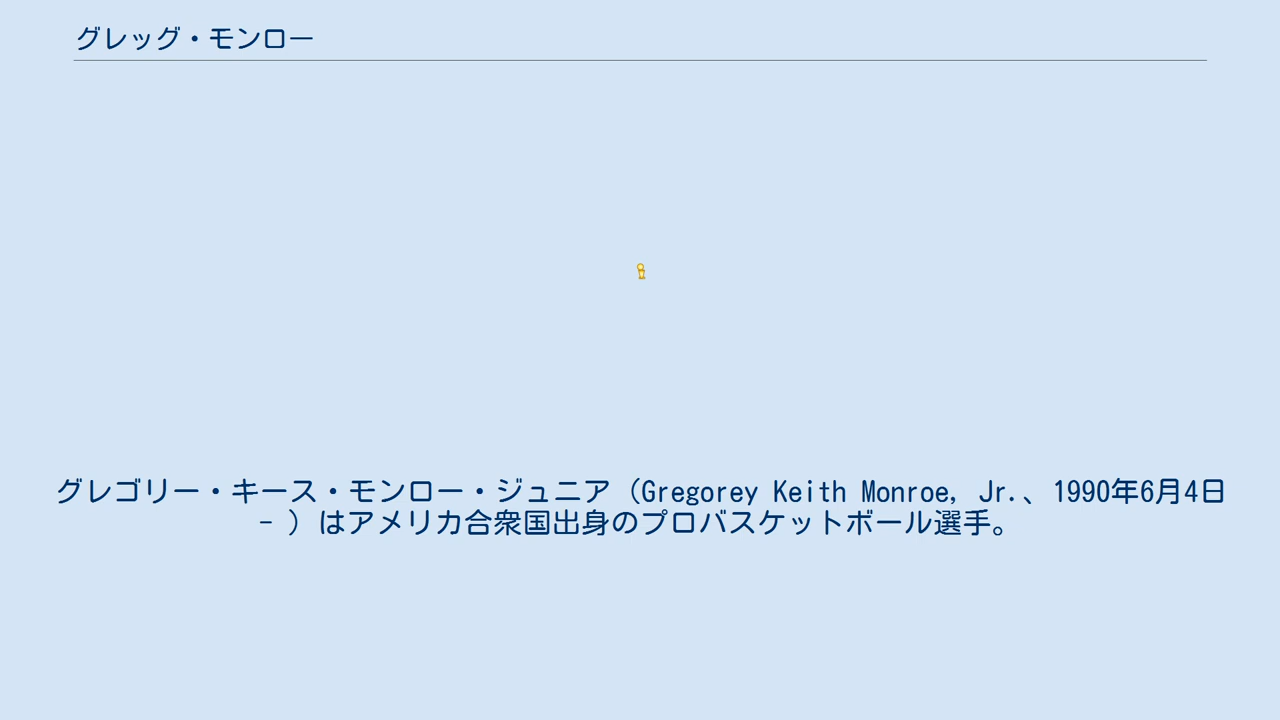 グレッグ・モンロー
グレゴリー・キース・モンロー・ジュニア（Gregorey Keith Monroe, Jr.、1990年6月4日
- ）はアメリカ合衆国出身のプロバスケットボール選手。